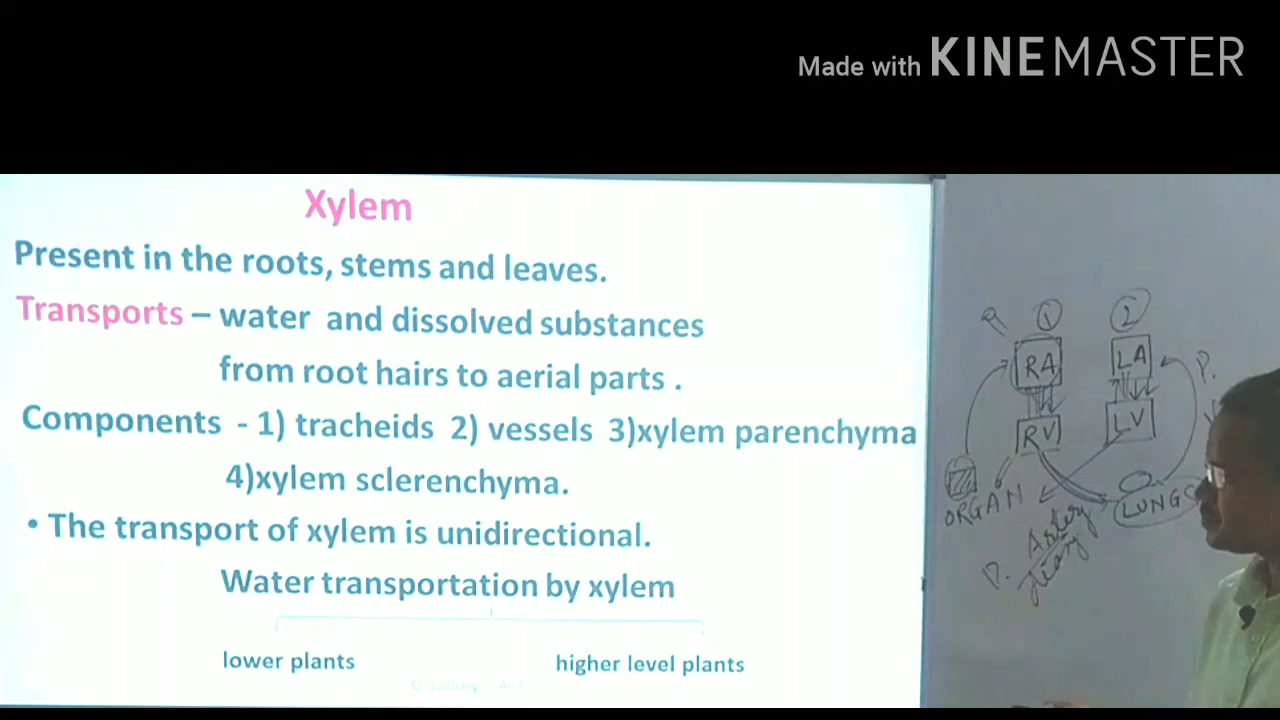 Made with KINEMASTER
Xylem
Present in the roots, stems and leaves.
Transports – water and dissolved substances
from root hairs to aerial parts .
Components - 1) tracheids 2) vessels 3)xylem parenchyma
4)xylem sclerenchyma.
• The transport of xylem is unidirectional.
Water transportation by xylem
lower plants higher level plants
1 2
RA LA P.
RV LV
ORGAN LUNGS
Artery
P.